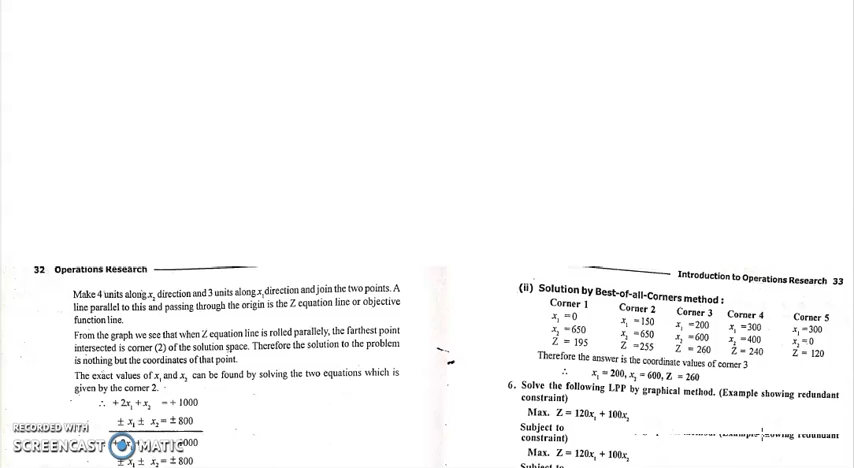 32 Operations Research
Make 4 units along x₂ direction and 3 units along x₁ direction and join the two points. A
line parallel to this and passing through the origin is the Z equation line or objective
function line.
From the graph we see that when Z equation line is rolled parallely, the farthest point
intersected is corner (2) of the solution space. Therefore the solution to the problem
is nothing but the coordinates of that point.
The exact values of x₁ and x₂ can be found by solving the two equations which is
given by the corner 2.
∴ + 2x₁ + x₂ = + 1000
± x₁ ± x₂ = ± 800
RECORDED WITH
SCREENCAST MATIC
± x₁ ± x₂ = ± 800
Introduction to Operations Research 33
(ii) Solution by Best-of-all-Corners method :
Corner 1 Corner 2 Corner 3 Corner 4 Corner 5
x₁ =0 x₁ =150 x₁ =200 x₁ =300 x₁ =300
x₂ =650 x₂ =650 x₂ =600 x₂ =400 x₂ =0
Z = 195 Z =255 Z = 260 Z = 240 Z = 120
Therefore the answer is the coordinate values of corner 3
∴ x₁ = 200, x₂ = 600, Z = 260
6. Solve the following LPP by graphical method. (Example showing redundant
constraint)
Max. Z = 120x₁ + 100x₂
Subject to
constraint)
Max. Z = 120x₁ + 100x₂
Subject to